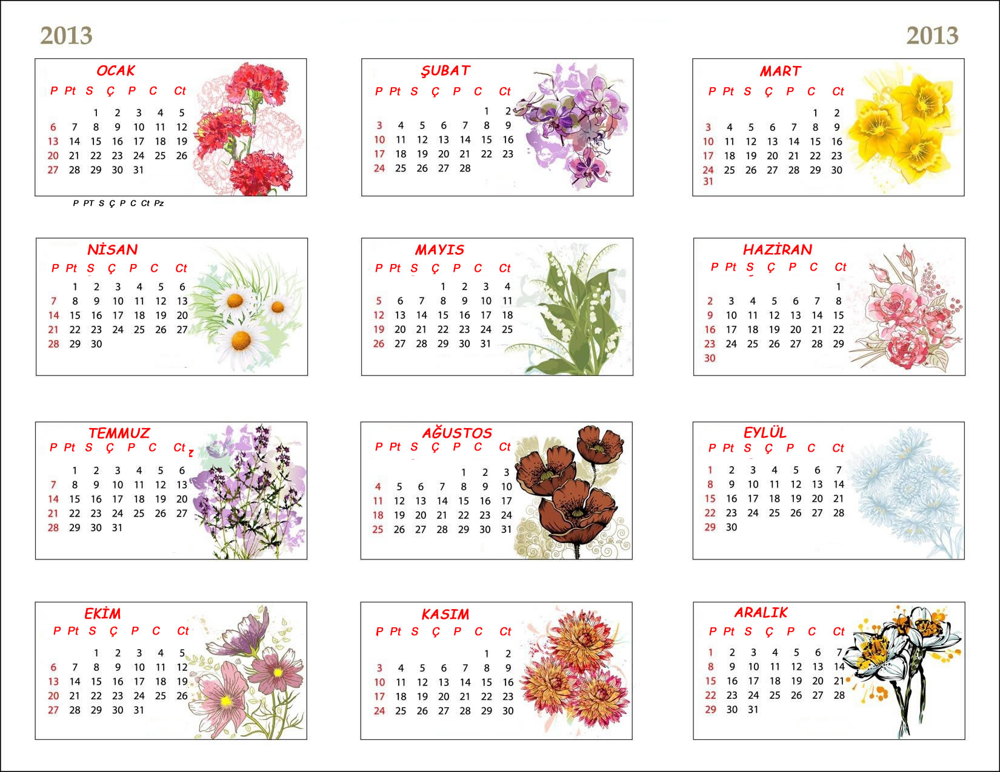 2013
2013
OCAK
P Pt S Ç P C Ct
1 2 3 4 5
6 7 8 9 10 11 12
13 14 15 16 17 18 19
20 21 22 23 24 25 26
27 28 29 30 31
P PT S Ç P C Ct Pz
ŞUBAT
P Pt S Ç P C Ct
1 2
3 4 5 6 7 8 9
10 11 12 13 14 15 16
17 18 19 20 21 22 23
24 25 26 27 28
MART
P Pt S Ç P C Ct
1 2
3 4 5 6 7 8 9
10 11 12 13 14 15 16
17 18 19 20 21 22 23
24 25 26 27 28 29 30
31
NİSAN
P Pt S Ç P C Ct
1 2 3 4 5 6
7 8 9 10 11 12 13
14 15 16 17 18 19 20
21 22 23 24 25 26 27
28 29 30
MAYIS
P Pt S Ç P C Ct
1 2 3 4
5 6 7 8 9 10 11
12 13 14 15 16 17 18
19 20 21 22 23 24 25
26 27 28 29 30 31
HAZİRAN
P Pt S Ç P C Ct
1
2 3 4 5 6 7 8
9 10 11 12 13 14 15
16 17 18 19 20 21 22
23 24 25 26 27 28 29
30
TEMMUZ
P Pt S Ç P C Ct z
1 2 3 4 5 6
7 8 9 10 11 12 13
14 15 16 17 18 19 20
21 22 23 24 25 26 27
28 29 30 31
AĞUSTOS
P Pt S Ç P C Ct
1 2 3
4 5 6 7 8 9 10
11 12 13 14 15 16 17
18 19 20 21 22 23 24
25 26 27 28 29 30 31
EYLÜL
P Pt S Ç P C Ct
1 2 3 4 5 6 7
8 9 10 11 12 13 14
15 16 17 18 19 20 21
22 23 24 25 26 27 28
29 30
EKİM
P Pt S Ç P C Ct
1 2 3 4 5
6 7 8 9 10 11 12
13 14 15 16 17 18 19
20 21 22 23 24 25 26
27 28 29 30 31
KASIM
P Pt S Ç P C Ct
1 2
3 4 5 6 7 8 9
10 11 12 13 14 15 16
17 18 19 20 21 22 23
24 25 26 27 28 29 30
ARALIK
P Pt S Ç P C Ct
1 2 3 4 5 6 7
8 9 10 11 12 13 14
15 16 17 18 19 20 21
22 23 24 25 26 27 28
29 30 31